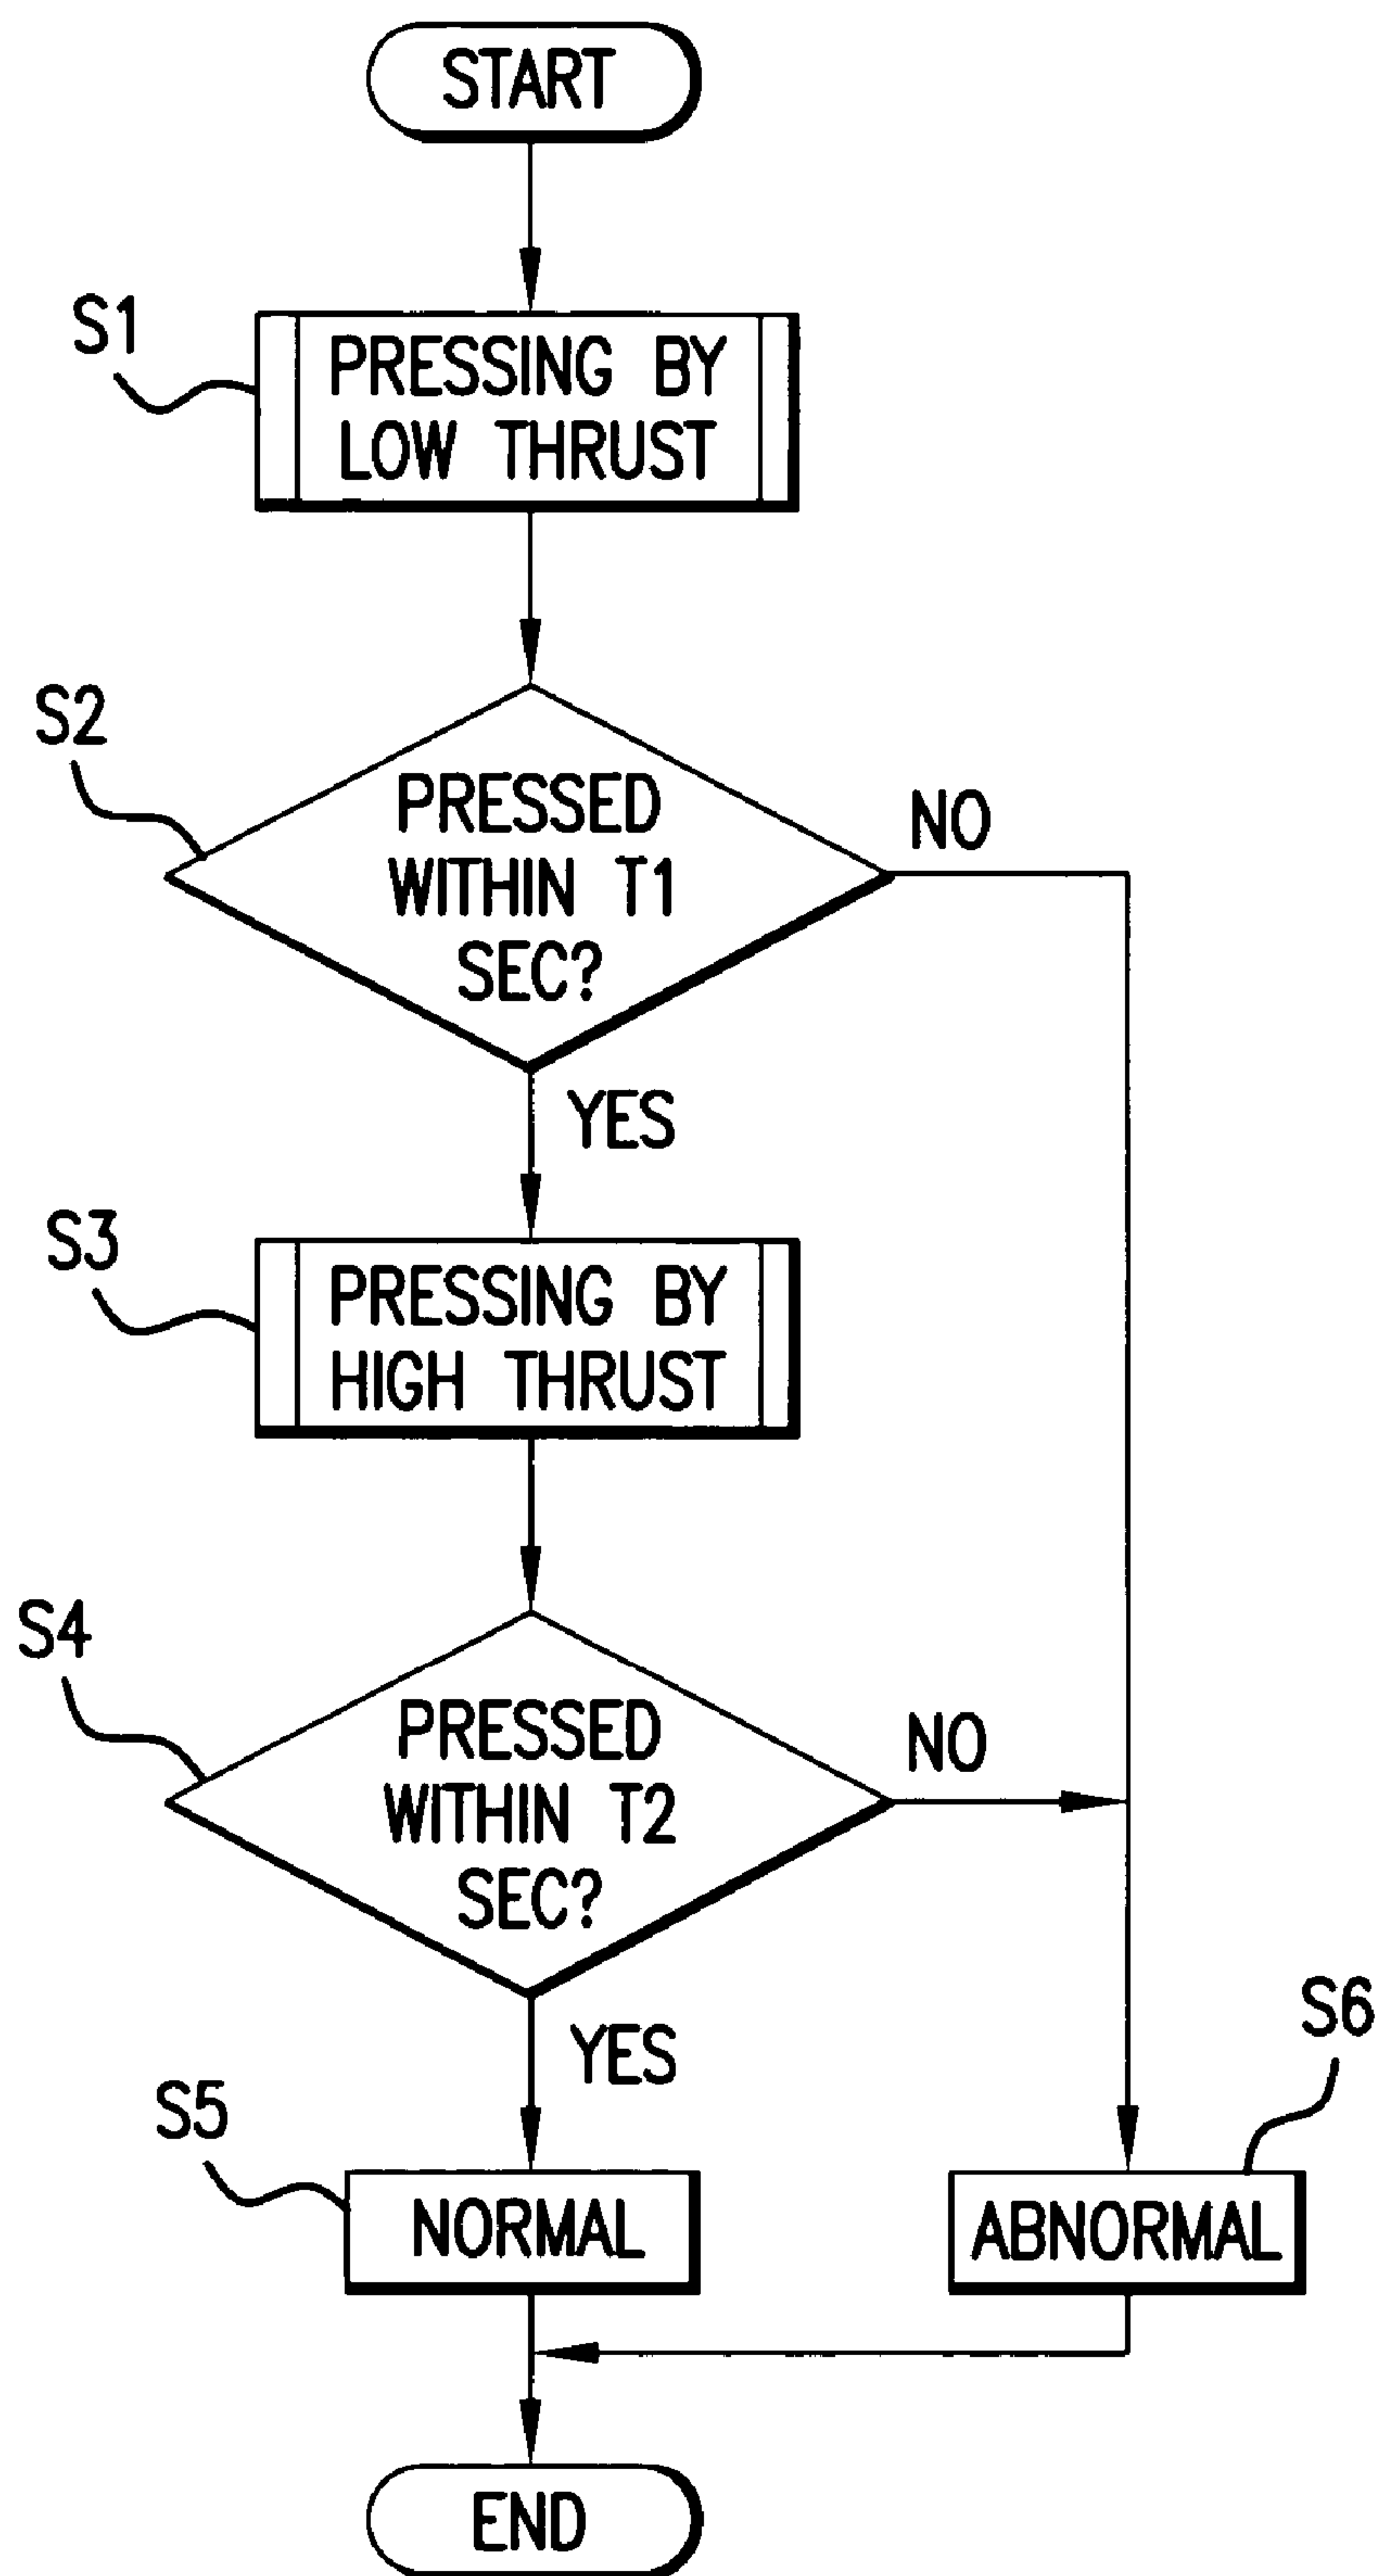 START
S1
PRESSING BY
LOW THRUST
S2
PRESSED
WITHIN T1
SEC?
NO
YES
S3
PRESSING BY
HIGH THRUST
S4
PRESSED
WITHIN T2
SEC?
NO
YES
S5
NORMAL
S6
ABNORMAL
END